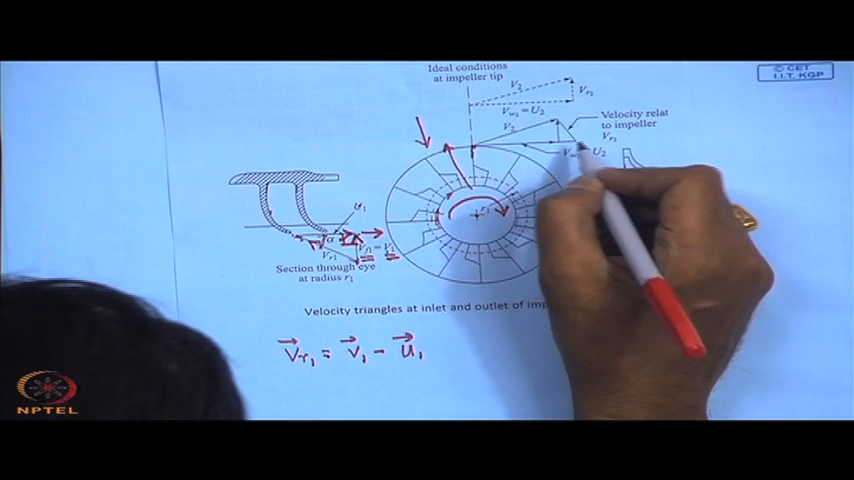 © CET
I.I.T. KGP
Ideal conditions
at impeller tip
V2
Vr2
Vw2 = U2
Velocity relat
to impeller
Vr2
V2
= U2
α
Vr1
Vf1 = V1
r1
Section through eye
at radius r1
Velocity triangles at inlet and outlet of imp
Vr1 = V1 - U1
NPTEL